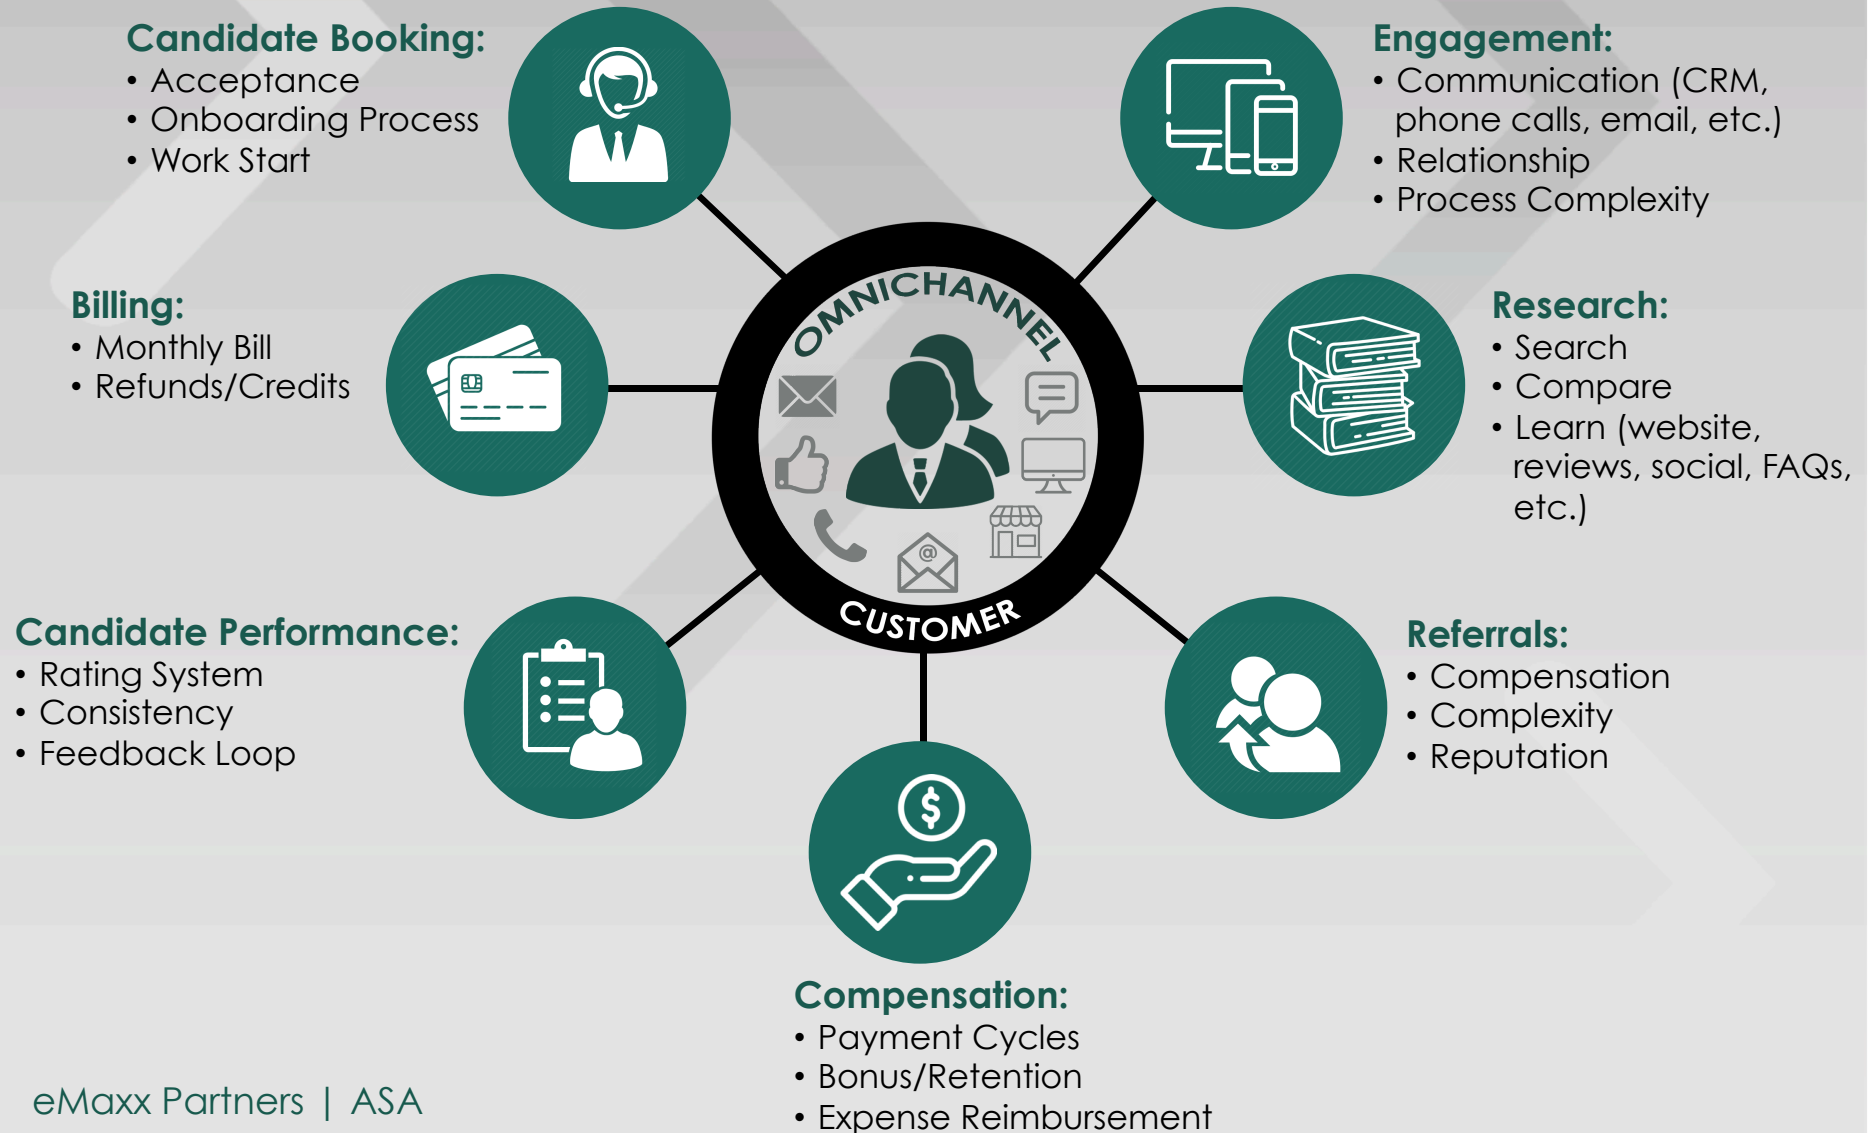 Candidate Booking:
• Acceptance
• Onboarding Process
• Work Start
Engagement:
• Communication (CRM,
phone calls, email, etc.)
• Relationship
• Process Complexity
Billing:
• Monthly Bill
• Refunds/Credits
OMNICHANNEL
@
CUSTOMER
Research:
• Search
• Compare
• Learn (website,
reviews, social, FAQs,
etc.)
Candidate Performance:
• Rating System
• Consistency
• Feedback Loop
Referrals:
• Compensation
• Complexity
• Reputation
$
Compensation:
• Payment Cycles
• Bonus/Retention
• Expense Reimbursement
eMaxx Partners | ASA